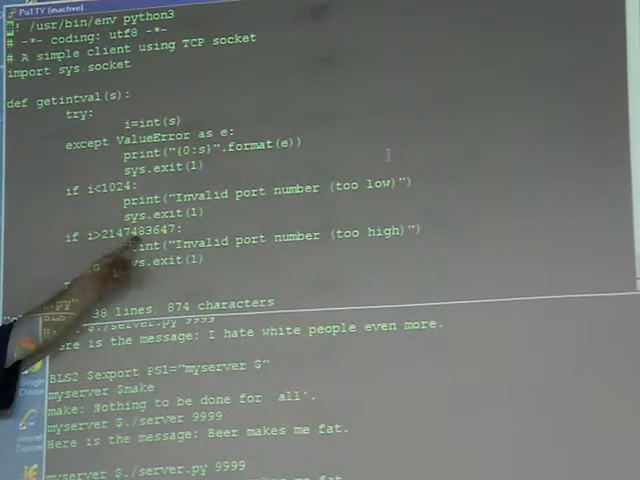 PuTTY (inactive)
#! /usr/bin/env python3
# -*- coding: utf8 -*-
# A simple client using TCP socket
import sys socket
def getintval(s):
try:
i=int(s)
except ValueError as e:
print("{0:s}".format(e))
sys.exit(1)
if i<1024:
print("Invalid port number (too low)")
sys.exit(1)
if i>2147483647:
int("Invalid port number (too high)")
ys.exit(1)
38 lines, 874 characters
$./server.py 9999
ere is the message: I hate white people even more.
BLS2 $export PS1="myserver $"
myserver $make
make: Nothing to be done for all'.
myserver $./server 9999
Here is the message: Beer makes me fat.
myserver $./server.py 9999